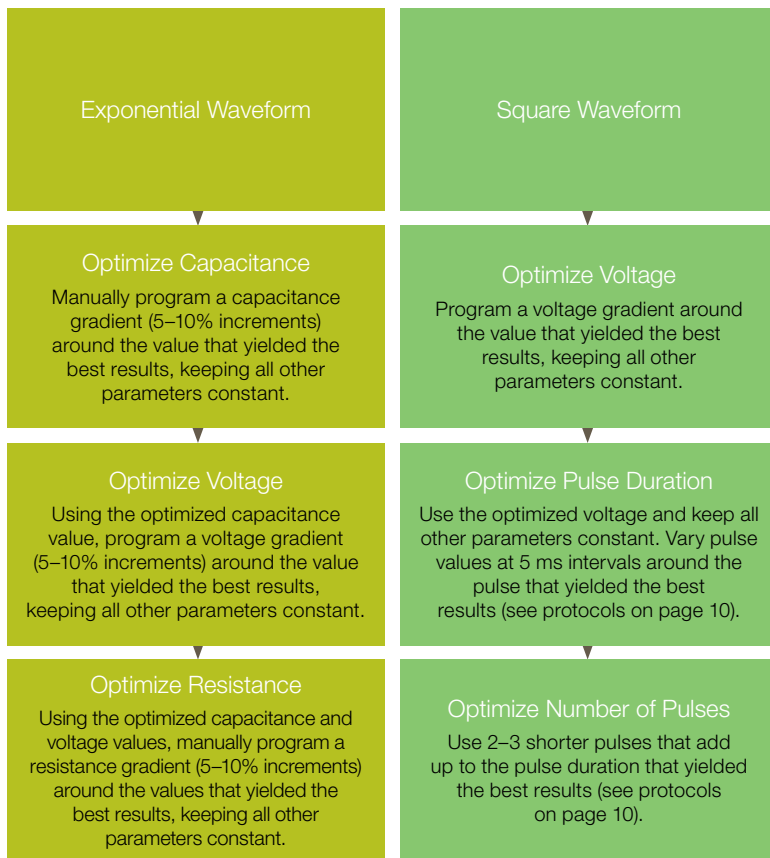 Exponential Waveform
Optimize Capacitance
Manually program a capacitance
gradient (5–10% increments)
around the value that yielded the
best results, keeping all other
parameters constant.
Optimize Voltage
Using the optimized capacitance
value, program a voltage gradient
(5–10% increments) around the value
that yielded the best results,
keeping all other parameters constant.
Optimize Resistance
Using the optimized capacitance and
voltage values, manually program a
resistance gradient (5–10% increments)
around the values that yielded the
best results, keeping all other
parameters constant.
Square Waveform
Optimize Voltage
Program a voltage gradient around
the value that yielded the best
results, keeping all other
parameters constant.
Optimize Pulse Duration
Use the optimized voltage and keep all
other parameters constant. Vary pulse
values at 5 ms intervals around the
pulse that yielded the best
results (see protocols on page 10).
Optimize Number of Pulses
Use 2–3 shorter pulses that add
up to the pulse duration that yielded
the best results (see protocols
on page 10).